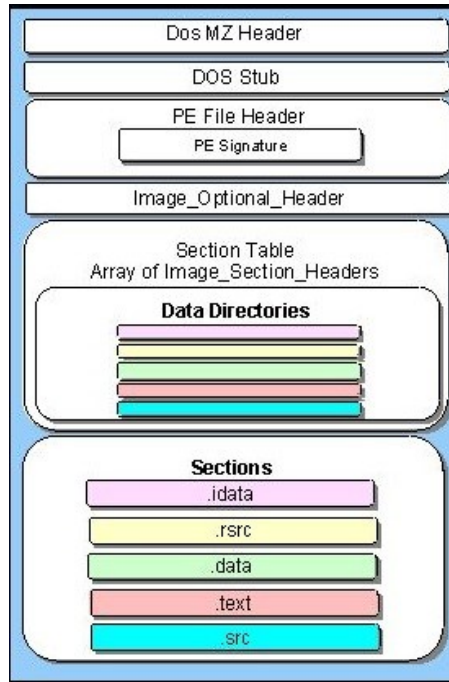 Dos MZ Header
DOS Stub
PE File Header
PE Signature
Image_Optional_Header
Section Table
Array of Image_Section_Headers
Data Directories
Sections
.idata
.rsrc
.data
.text
.src